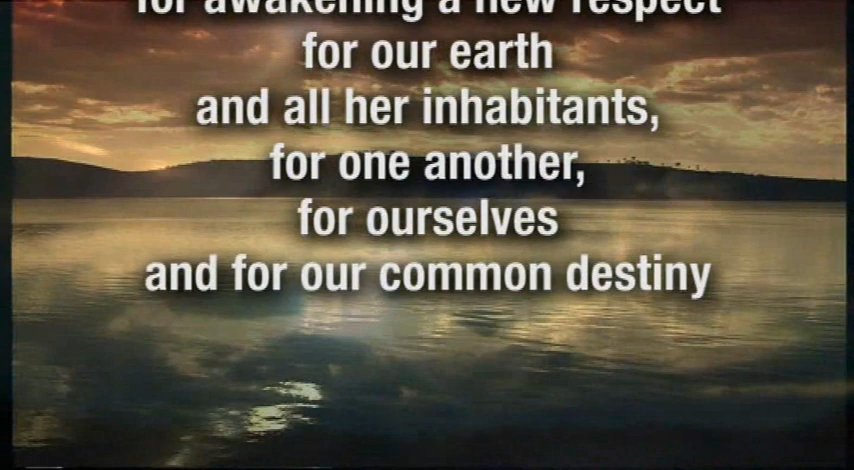 for awakening a new respect
for our earth
and all her inhabitants,
for one another,
for ourselves
and for our common destiny